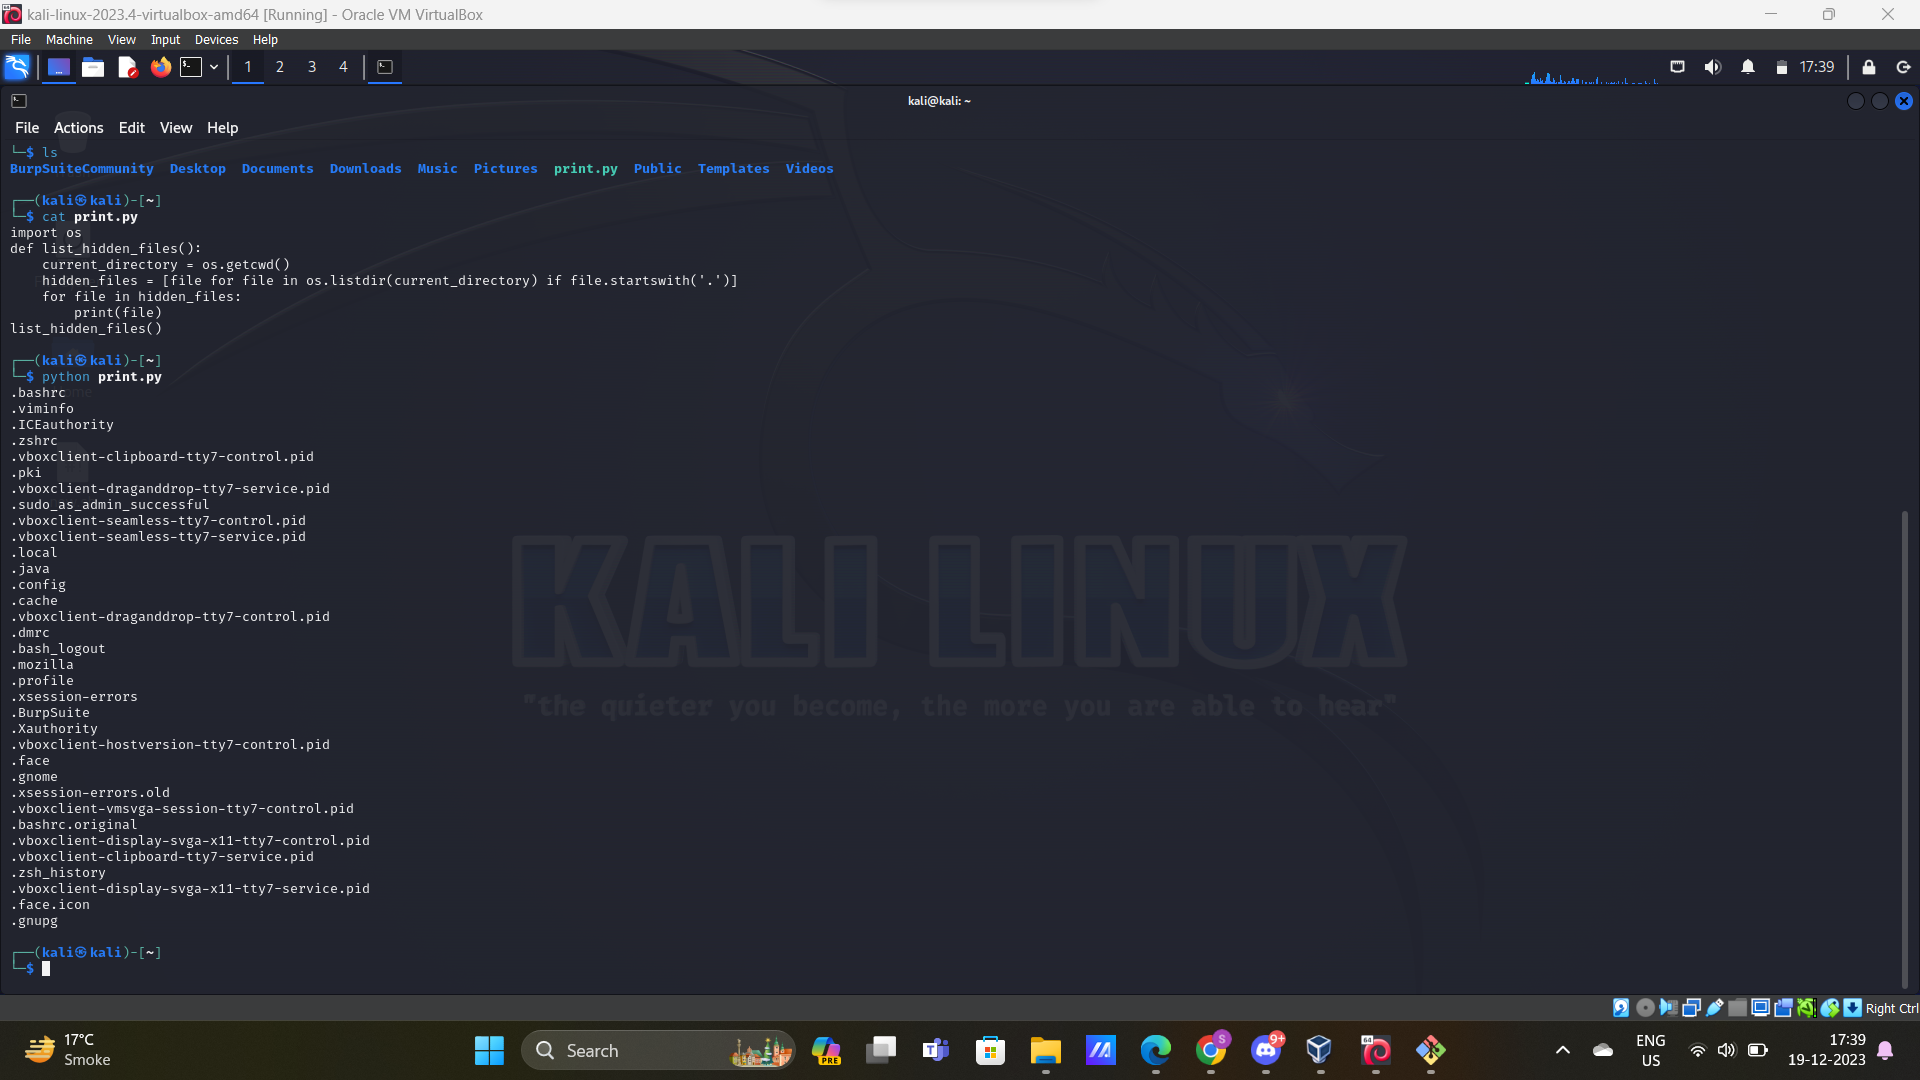 kali-linux-2023.4-virtualbox-amd64 [Running] - Oracle VM VirtualBox
File Machine View Input Devices Help
1 2 3 4 17:39
kali@kali: ~
File Actions Edit View Help
└─$ ls
BurpSuiteCommunity Desktop Documents Downloads Music Pictures print.py Public Templates Videos
┌──(kali㉿kali)-[~]
└─$ cat print.py
import os
def list_hidden_files():
    current_directory = os.getcwd()
    hidden_files = [file for file in os.listdir(current_directory) if file.startswith('.')]
    for file in hidden_files:
        print(file)
list_hidden_files()
┌──(kali㉿kali)-[~]
└─$ python print.py
.bashrc
.viminfo
.ICEauthority
.zshrc
.vboxclient-clipboard-tty7-control.pid
.pki
.vboxclient-draganddrop-tty7-service.pid
.sudo_as_admin_successful
.vboxclient-seamless-tty7-control.pid
.vboxclient-seamless-tty7-service.pid
.local
.java
.config
.cache
.vboxclient-draganddrop-tty7-control.pid
.dmrc
.bash_logout
.mozilla
.profile
.xsession-errors
.BurpSuite
.Xauthority
.vboxclient-hostversion-tty7-control.pid
.face
.gnome
.xsession-errors.old
.vboxclient-vmsvga-session-tty7-control.pid
.bashrc.original
.vboxclient-display-svga-x11-tty7-control.pid
.vboxclient-clipboard-tty7-service.pid
.zsh_history
.vboxclient-display-svga-x11-tty7-service.pid
.face.icon
.gnupg
┌──(kali㉿kali)-[~]
└─$
KALI LINUX
"the quieter you become, the more you are able to hear"
Right Ctrl
17°C
Smoke
Search
PRE
S
9+
64
ENG
US
17:39
19-12-2023